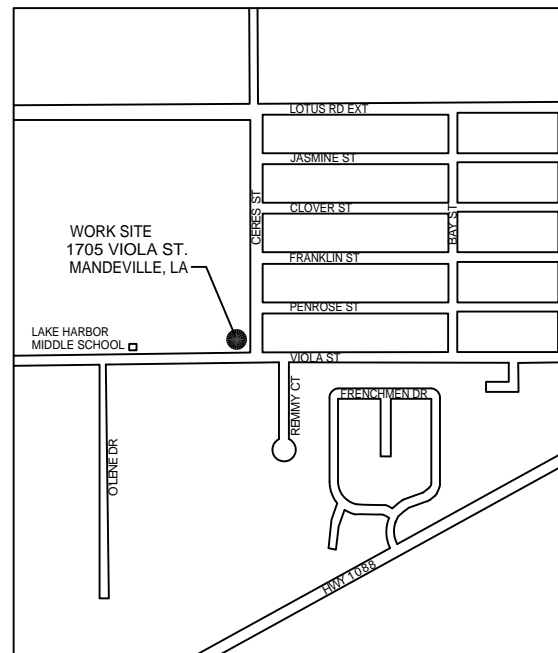 LOTUS RD EXT
JASMINE ST
CERES ST
CLOVER ST
BAY ST
WORK SITE
1705 VIOLA ST.
MANDEVILLE, LA
FRANKLIN ST
PENROSE ST
LAKE HARBOR
MIDDLE SCHOOL
VIOLA ST
REMMY CT
FRENCHMEN DR
O'LENE DR
HWY 1088